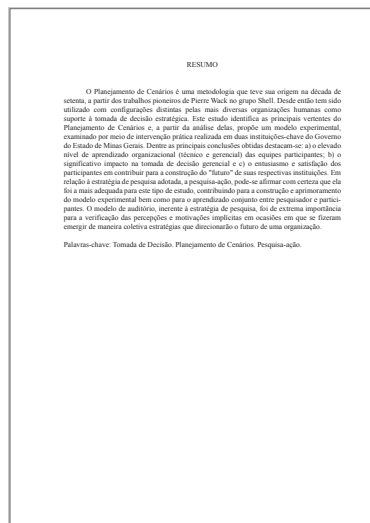 RESUMO
O Planejamento de Cenários é uma metodologia que teve sua origem na década de
setenta, a partir dos trabalhos pioneiros de Pierre Wack no grupo Shell. Desde então tem sido
utilizado com configurações distintas pelas mais diversas organizações humanas como
suporte à tomada de decisão estratégica. Este estudo identifica as principais vertentes do
Planejamento de Cenários e, a partir da análise delas, propõe um modelo experimental,
examinado por meio de intervenção prática realizada em duas instituições-chave do Governo
do Estado de Minas Gerais. Dentre as principais conclusões obtidas destacam-se: a) o elevado
nível de aprendizado organizacional (técnico e gerencial) das equipes participantes; b) o
significativo impacto na tomada de decisão gerencial e c) o entusiasmo e satisfação dos
participantes em contribuir para a construção do "futuro" de suas respectivas instituições. Em
relação à estratégia de pesquisa adotada, a pesquisa-ação, pode-se afirmar com certeza que ela
foi a mais adequada para este tipo de estudo, contribuindo para a construção e aprimoramento
do modelo experimental bem como para o aprendizado conjunto entre pesquisador e partici-
pantes. O modelo de auditório, inerente à estratégia de pesquisa, foi de extrema importância
para a verificação das percepções e motivações implícitas em ocasiões em que se fizeram
emergir de maneira coletiva estratégias que direcionarão o futuro de uma organização.
Palavras-chave: Tomada de Decisão. Planejamento de Cenários. Pesquisa-ação.